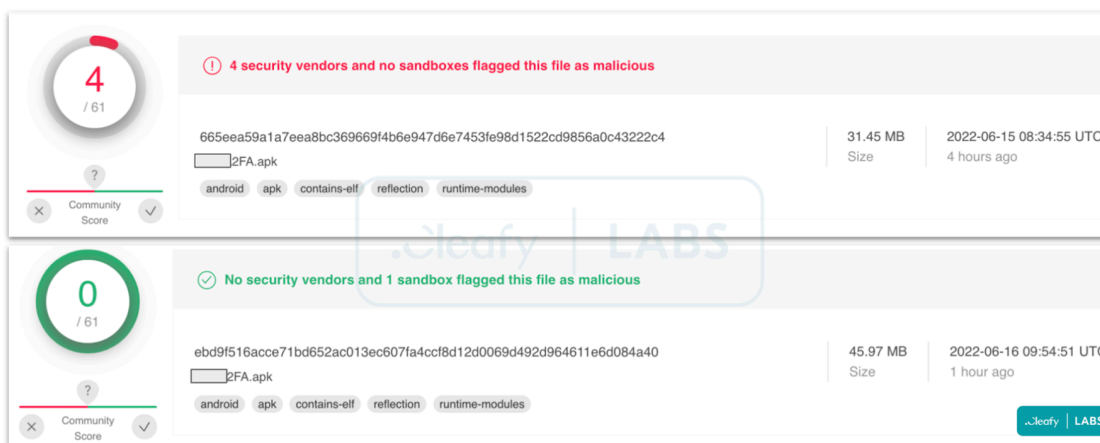 4 security vendors and no sandboxes flagged this file as malicious
4
/ 61
665eea59a1a7eea8bc369669f4b6e947d6e7453fe98d1522cd9856a0c43222c4
2FA.apk
31.45 MB
Size
2022-06-15 08:34:55 UTC
4 hours ago
?
Community
Score
android apk contains-elf reflection runtime-modules
.Cleafy | LABS
No security vendors and 1 sandbox flagged this file as malicious
0
/ 61
ebd9f516acce71bd652ac013ec607fa4ccf8d12d0069d492d964611e6d084a40
2FA.apk
45.97 MB
Size
2022-06-16 09:54:51 UTC
1 hour ago
?
Community
Score
android apk contains-elf reflection runtime-modules
.Cleafy | LABS